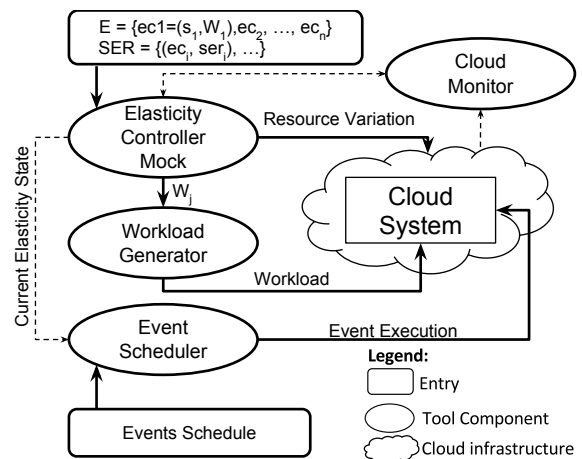 E = {ec1=(s1,W1),ec2, …, ecn}
SER = {(eci, seri), …}
Cloud
Monitor
Elasticity
Controller
Mock
Resource Variation
Current Elasticity State
Wj
Cloud
System
Workload
Generator
Workload
Event
Scheduler
Event Execution
Legend:
Entry
Tool Component
Cloud infrastructure
Events Schedule